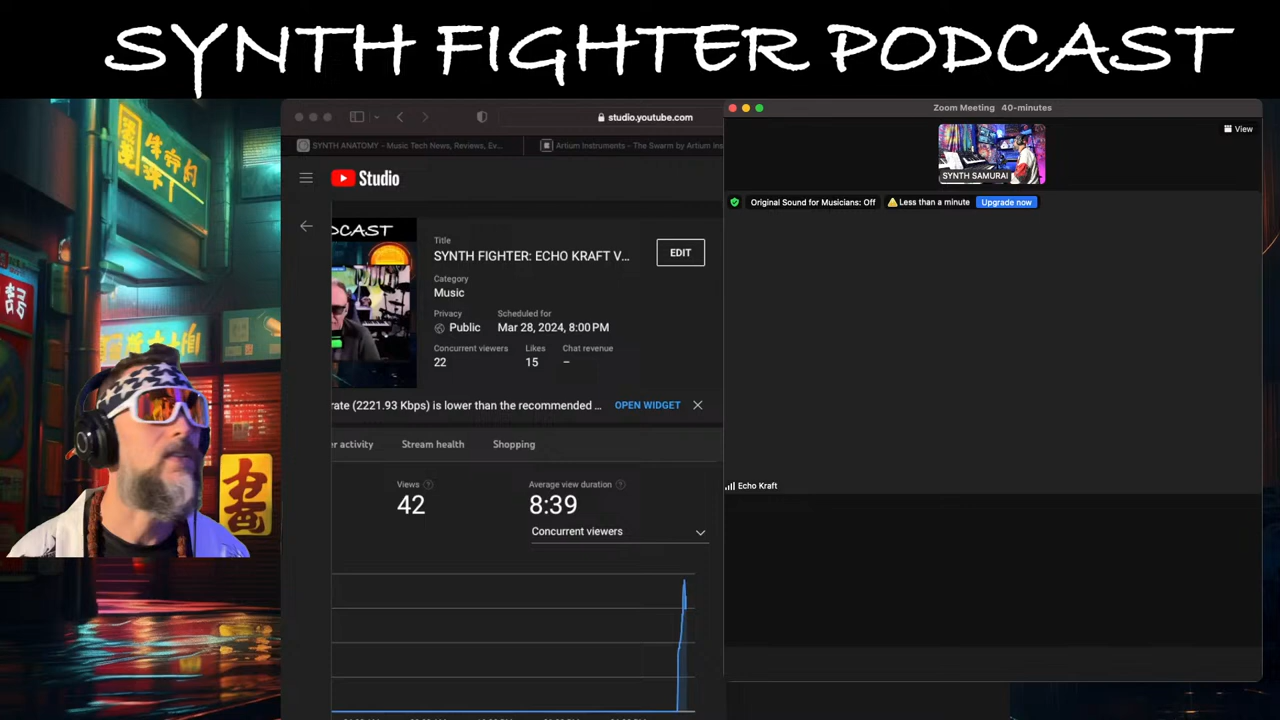 SYNTH FIGHTER PODCAST
studio.youtube.com
SYNTH ANATOMY - Music Tech News, Reviews, Ev...
Artium Instruments - The Swarm by Artium Ins
Studio
DCAST
Title
SYNTH FIGHTER: ECHO KRAFT V...
EDIT
Category
Music
Privacy
Public
Scheduled for
Mar 28, 2024, 8:00 PM
Concurrent viewers
22
Likes
15
Chat revenue
–
rate (2221.93 Kbps) is lower than the recommended ...
OPEN WIDGET
r activity
Stream health
Shopping
Views
42
Average view duration
8:39
Concurrent viewers
Zoom Meeting 40-minutes
View
SYNTH SAMURAI
Original Sound for Musicians: Off
Less than a minute
Upgrade now
Echo Kraft